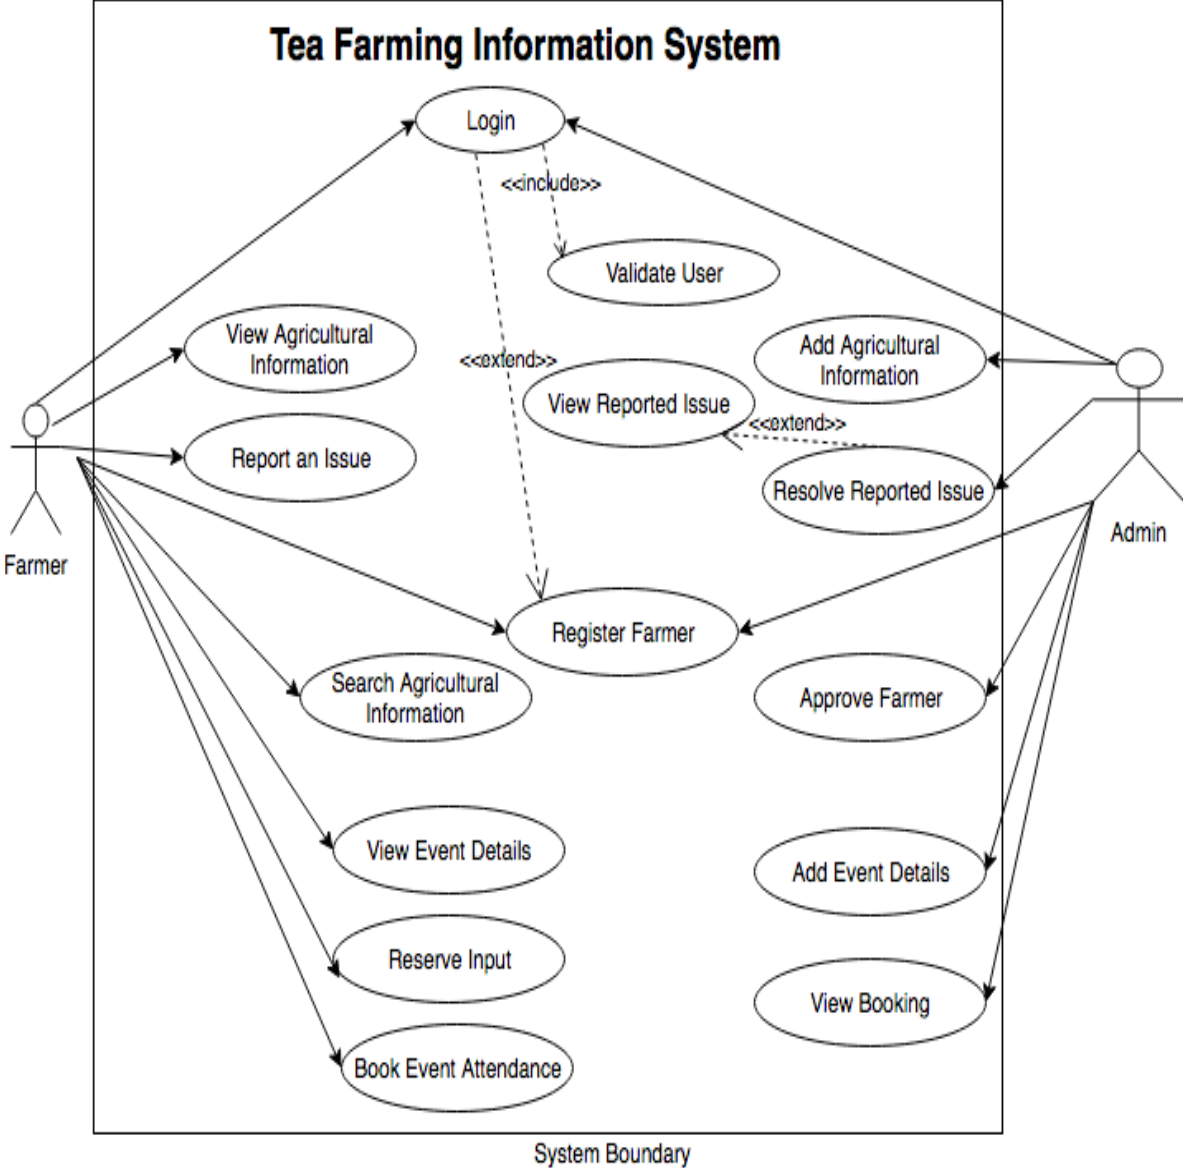 Tea Farming Information System
Login
<<include>>
Validate User
View Agricultural
Information
<<extend>>
Add Agricultural
Information
View Reported Issue
<<extend>>
Report an Issue
Resolve Reported Issue
Farmer
Admin
Register Farmer
Search Agricultural
Information
Approve Farmer
View Event Details
Add Event Details
Reserve Input
View Booking
Book Event Attendance
System Boundary